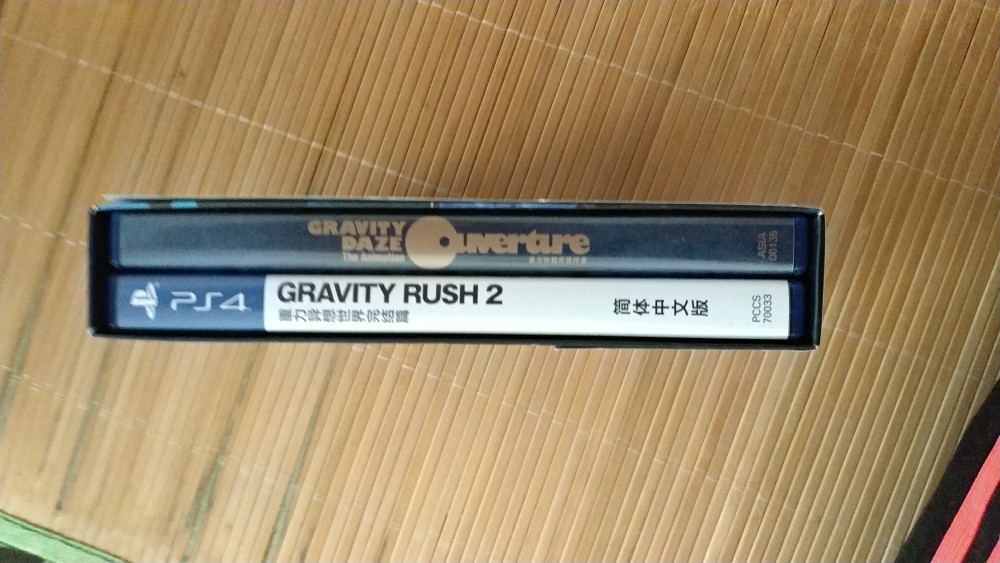 GRAVITY
DAZE
The Animation
Ouverture
ASIA
00135
PS4
GRAVITY RUSH 2
重力异想世界完结篇
简体中文版
PCCS
70033